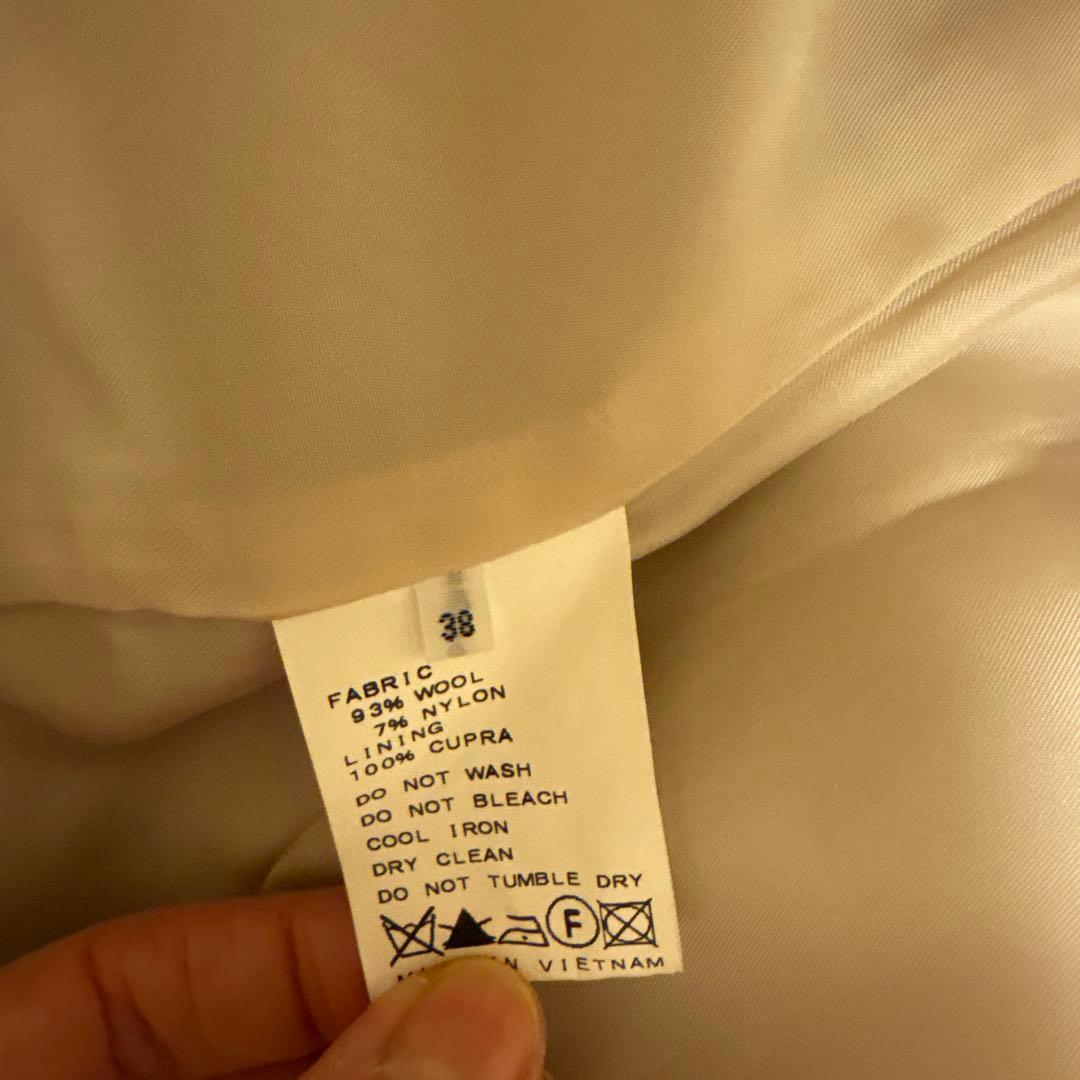 38
FABRIC
93% WOOL
7% NYLON
LINING
100% CUPRA
DO NOT WASH
DO NOT BLEACH
COOL IRON
DRY CLEAN
DO NOT TUMBLE DRY
F
VIETNAM